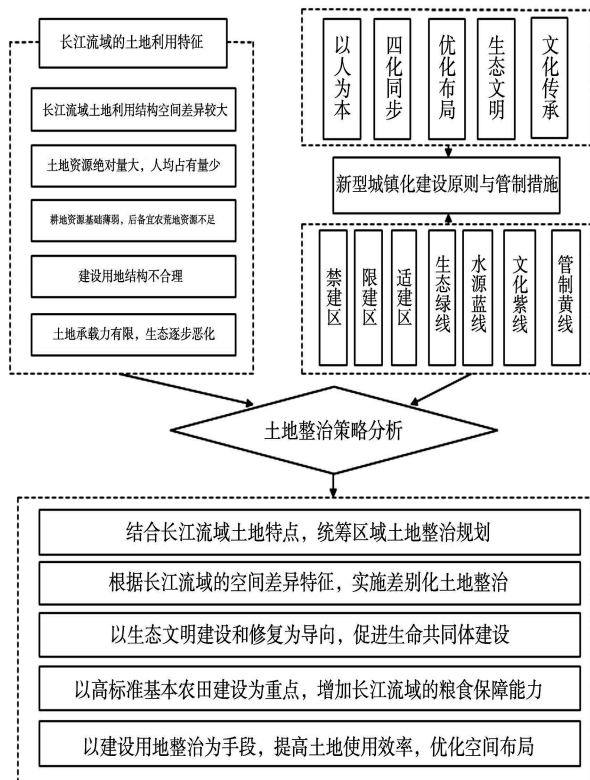 长江流域的土地利用特征
长江流域土地利用结构空间差异较大
土地资源绝对量大，人均占有量少
耕地资源基础薄弱，后备宜农荒地资源不足
建设用地结构不合理
土地承载力有限，生态逐步恶化
以人为本
四化同步
优化布局
生态文明
文化传承
新型城镇化建设原则与管制措施
禁建区
限建区
适建区
生态绿线
水源蓝线
文化紫线
管制黄线
土地整治策略分析
结合长江流域土地特点，统筹区域土地整治规划
根据长江流域的空间差异特征，实施差别化土地整治
以生态文明建设和修复为导向，促进生命共同体建设
以高标准基本农田建设为重点，增加长江流域的粮食保障能力
以建设用地整治为手段，提高土地使用效率，优化空间布局